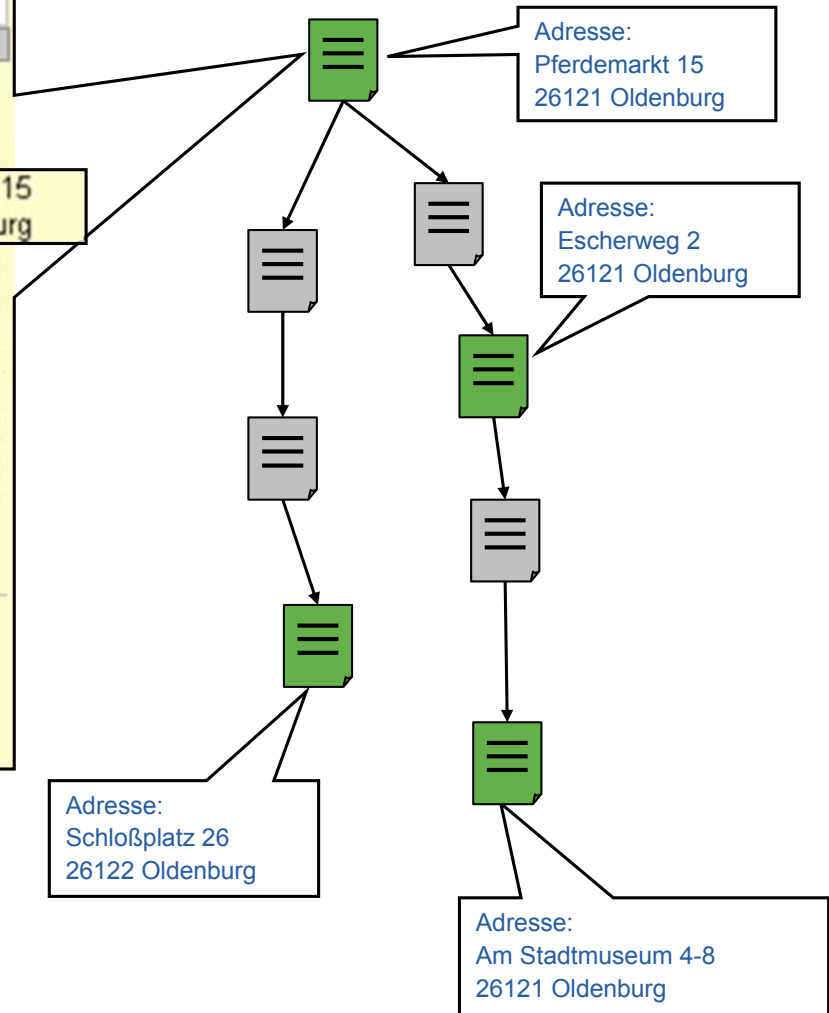 Adresse:
Pferdemarkt 15
26121 Oldenburg
15
Adresse:
Escherweg 2
26121 Oldenburg
Adresse:
Schloßplatz 26
26122 Oldenburg
Adresse:
Am Stadtmuseum 4-8
26121 Oldenburg